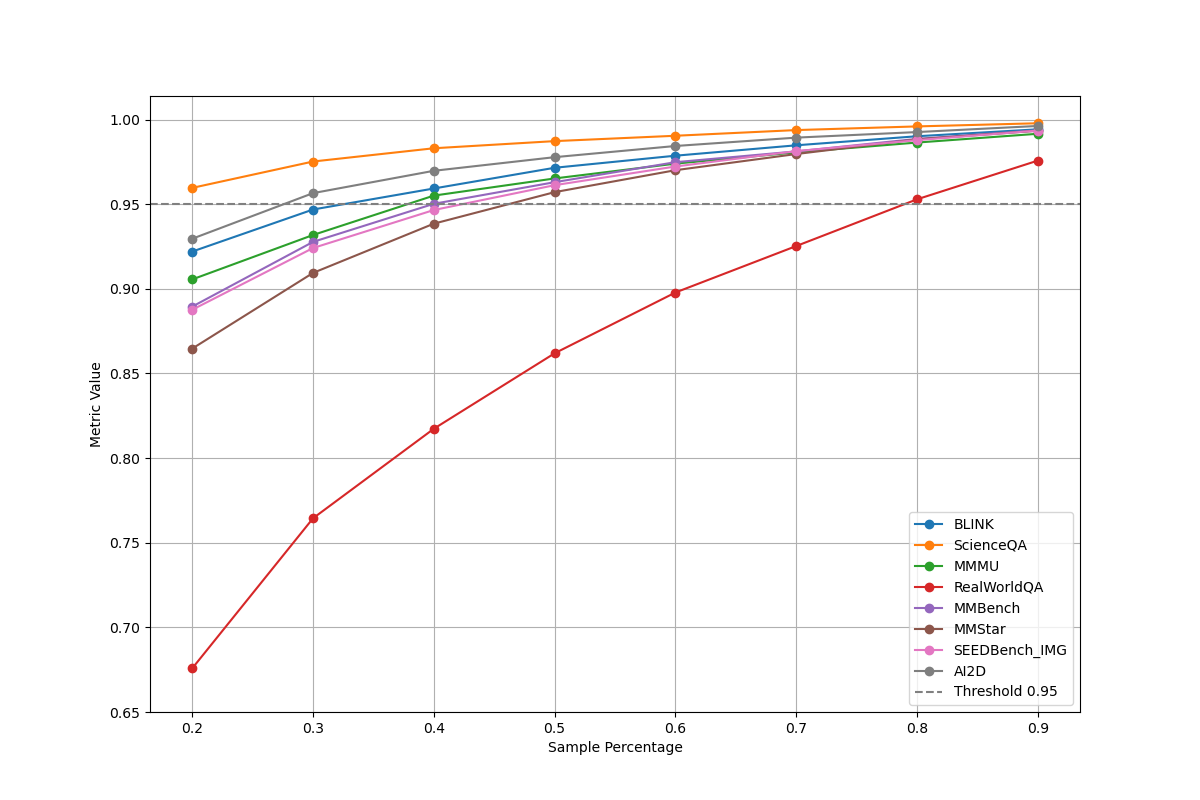 1.00
0.95
0.90
0.85
0.80
0.75
0.70
0.65
Metric Value
BLINK
ScienceQA
MMMU
RealWorldQA
MMBench
MMStar
SEEDBench_IMG
AI2D
Threshold 0.95
0.2 0.3 0.4 0.5 0.6 0.7 0.8 0.9
Sample Percentage